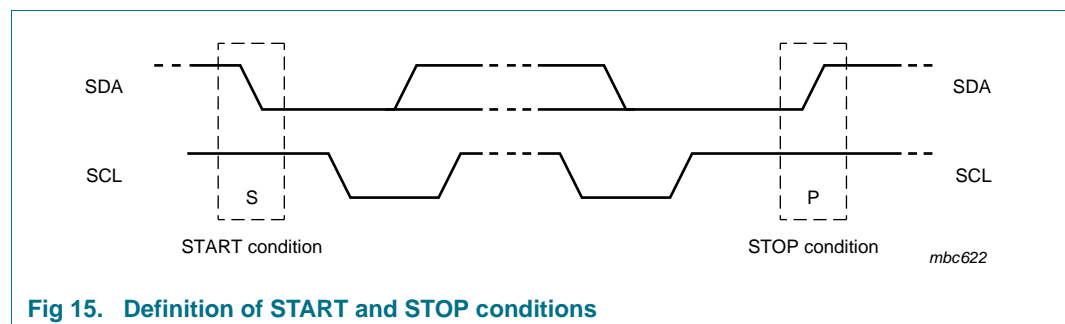 SDA SDA
SCL SCL
S P
START condition STOP condition
mbc622
Fig 15. Definition of START and STOP conditions